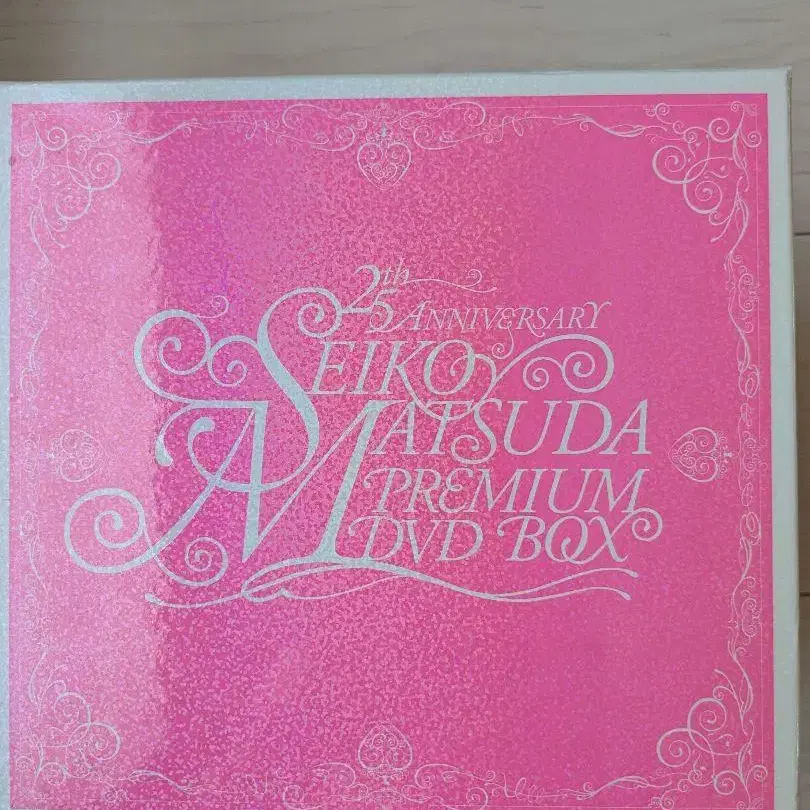 25th ANNIVERSARY
SEIKO
MATSUDA
PREMIUM
DVD BOX